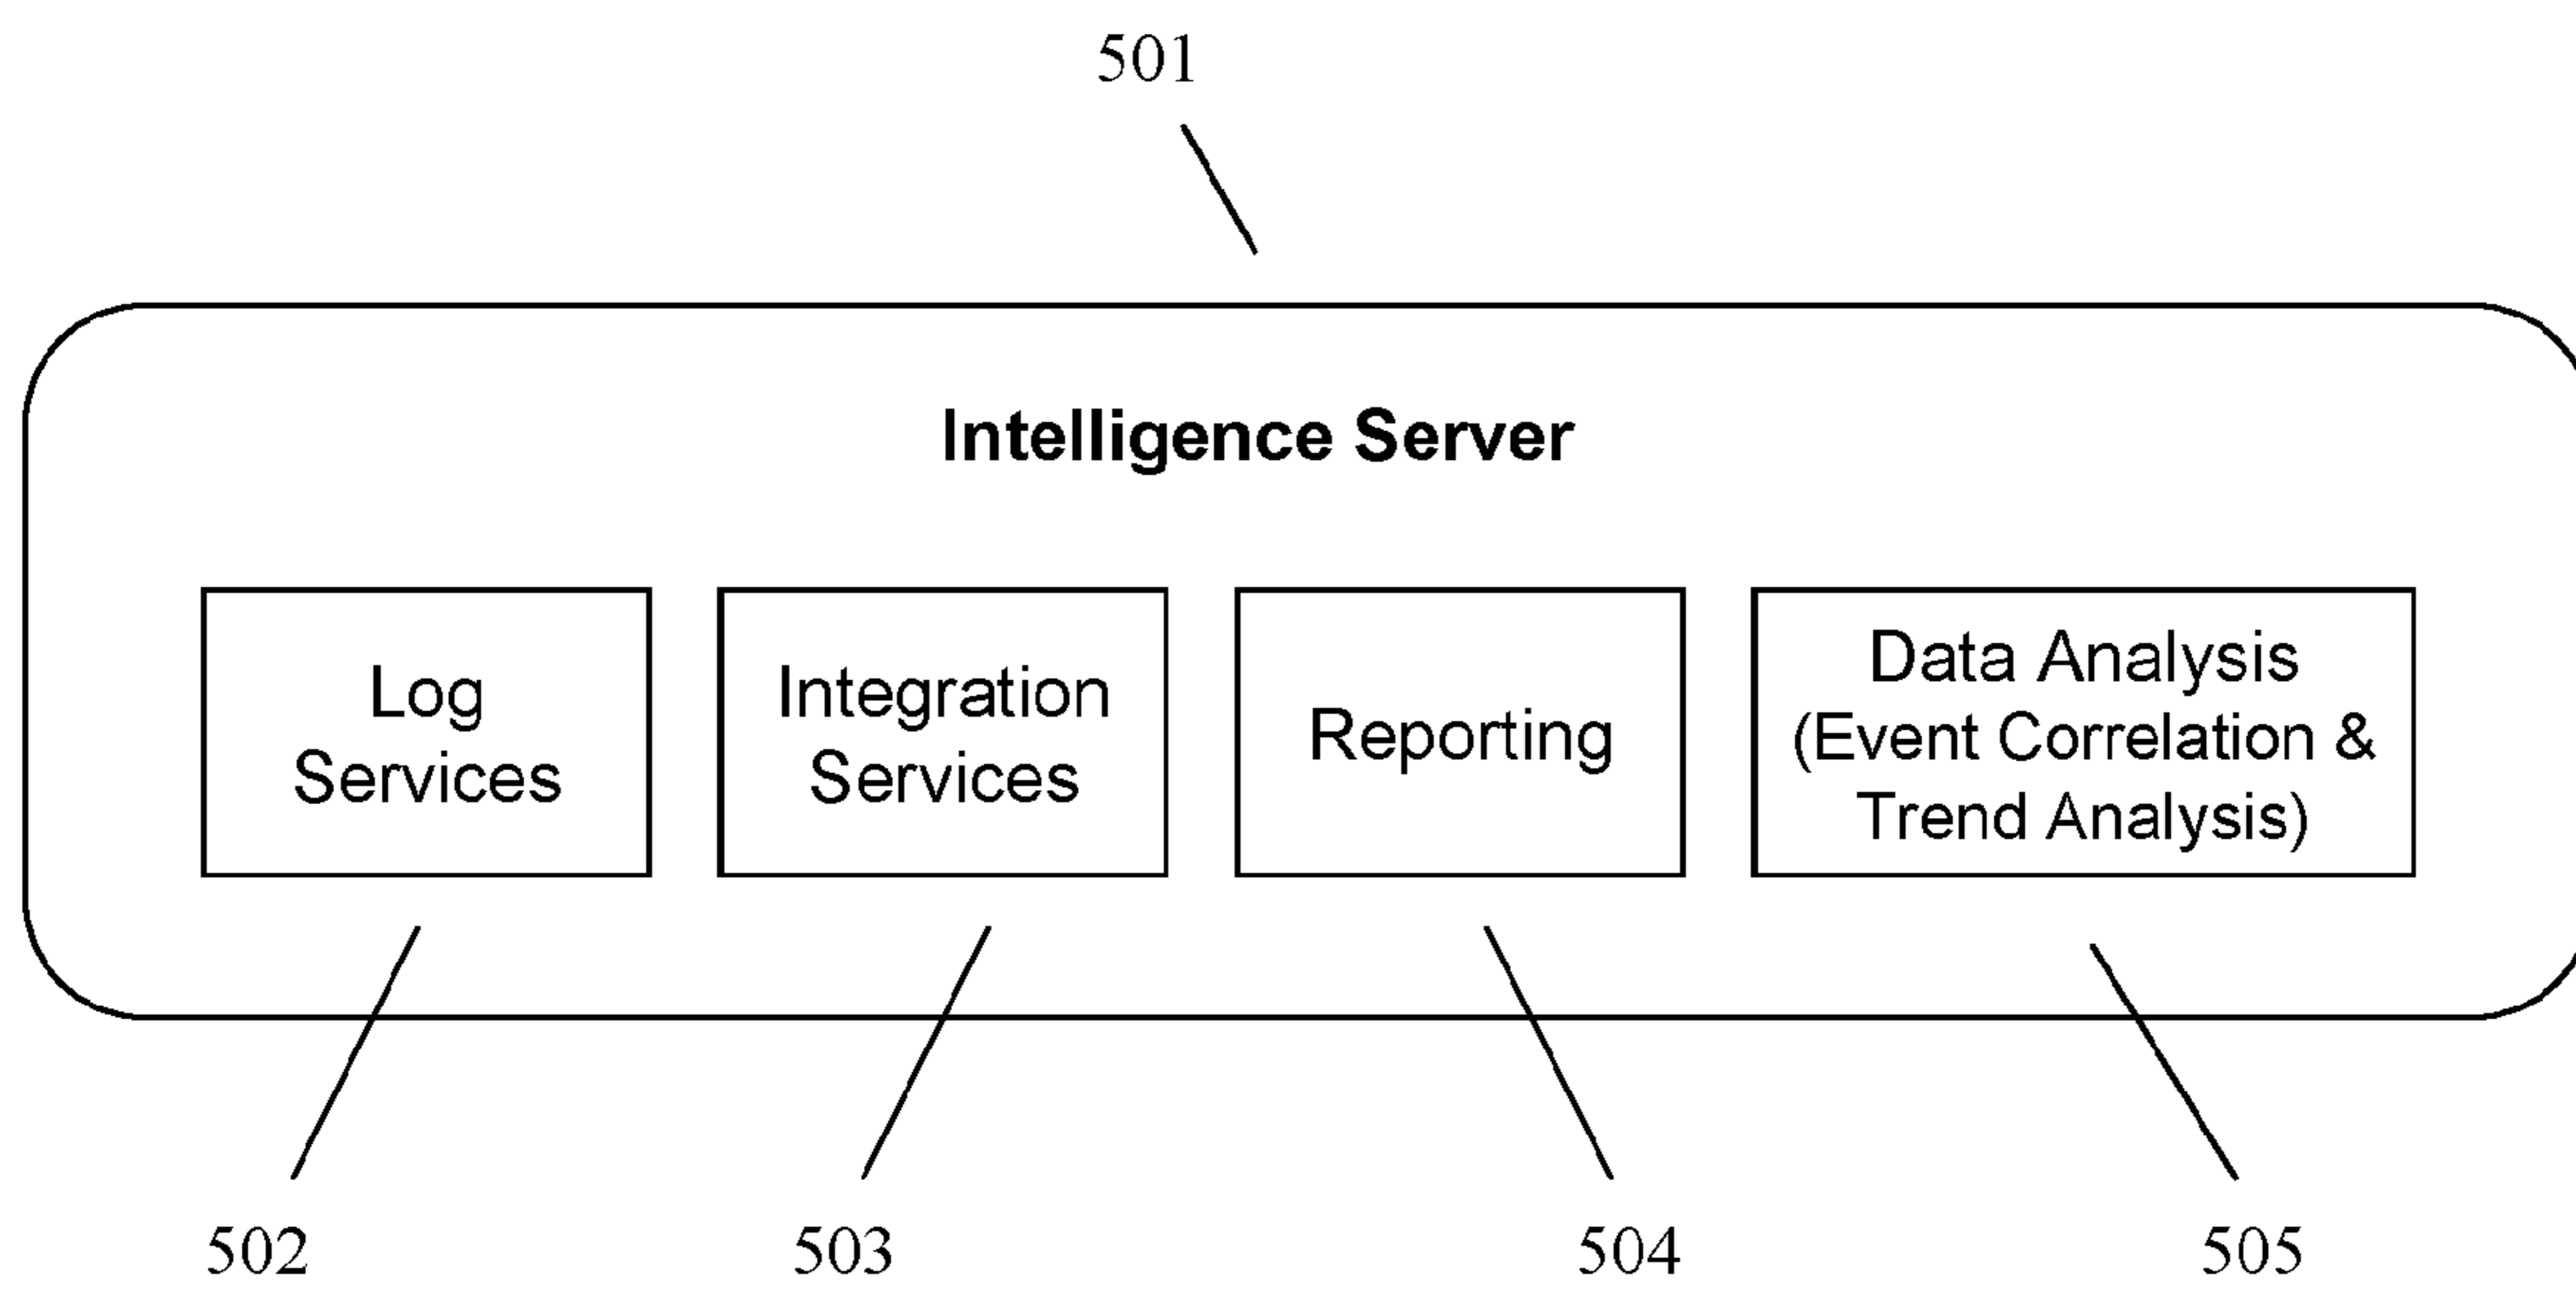 501
Intelligence Server
Log
Services
Integration
Services
Reporting
Data Analysis
(Event Correlation &
Trend Analysis)
502
503
504
505